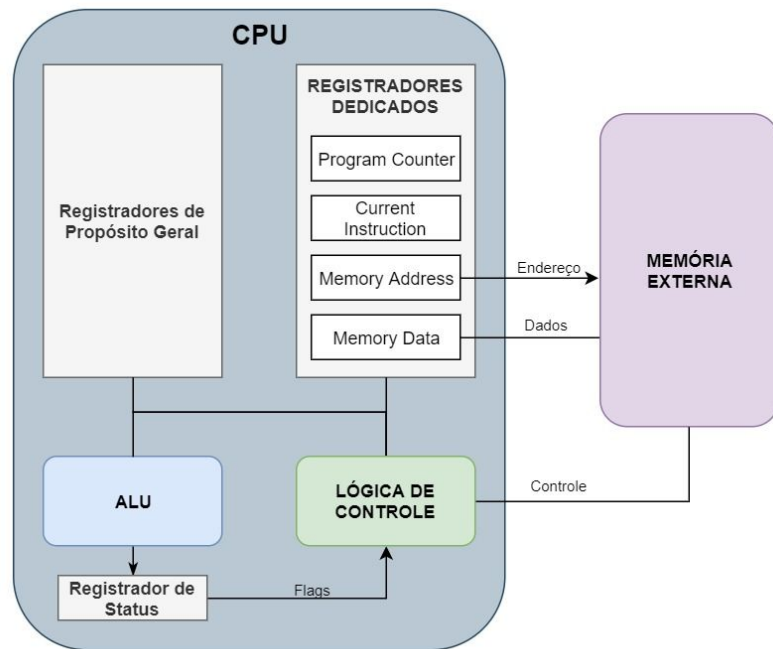 CPU
Registradores de
Propósito Geral
REGISTRADORES
DEDICADOS
Program Counter
Current
Instruction
Memory Address
Memory Data
Endereço
Dados
MEMÓRIA
EXTERNA
ALU
LÓGICA DE
CONTROLE
Controle
Registrador de
Status
Flags